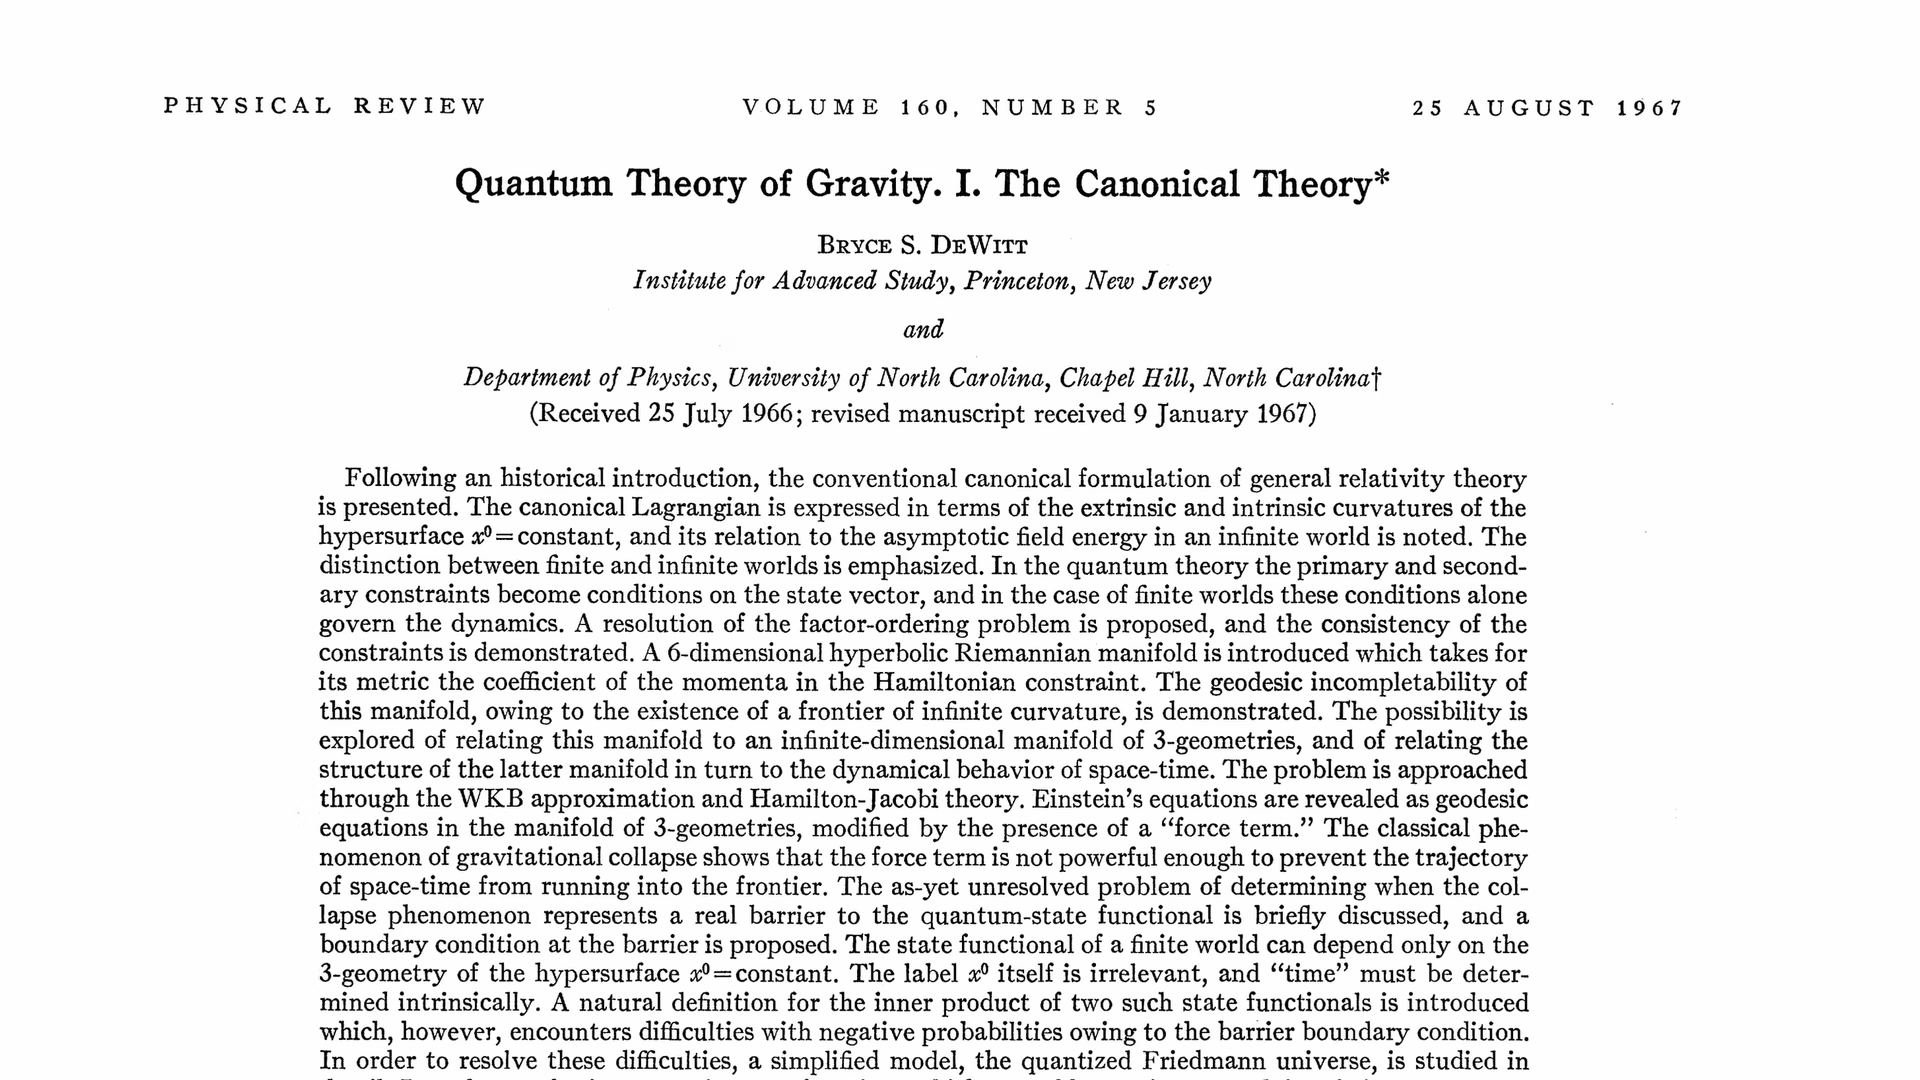 PHYSICAL REVIEW VOLUME 160, NUMBER 5 25 AUGUST 1967
Quantum Theory of Gravity. I. The Canonical Theory*
BRYCE S. DEWITT
Institute for Advanced Study, Princeton, New Jersey
and
Department of Physics, University of North Carolina, Chapel Hill, North Carolina†
(Received 25 July 1966; revised manuscript received 9 January 1967)
Following an historical introduction, the conventional canonical formulation of general relativity theory
is presented. The canonical Lagrangian is expressed in terms of the extrinsic and intrinsic curvatures of the
hypersurface x⁰=constant, and its relation to the asymptotic field energy in an infinite world is noted. The
distinction between finite and infinite worlds is emphasized. In the quantum theory the primary and second-
ary constraints become conditions on the state vector, and in the case of finite worlds these conditions alone
govern the dynamics. A resolution of the factor-ordering problem is proposed, and the consistency of the
constraints is demonstrated. A 6-dimensional hyperbolic Riemannian manifold is introduced which takes for
its metric the coefficient of the momenta in the Hamiltonian constraint. The geodesic incompletability of
this manifold, owing to the existence of a frontier of infinite curvature, is demonstrated. The possibility is
explored of relating this manifold to an infinite-dimensional manifold of 3-geometries, and of relating the
structure of the latter manifold in turn to the dynamical behavior of space-time. The problem is approached
through the WKB approximation and Hamilton-Jacobi theory. Einstein's equations are revealed as geodesic
equations in the manifold of 3-geometries, modified by the presence of a “force term.” The classical phe-
nomenon of gravitational collapse shows that the force term is not powerful enough to prevent the trajectory
of space-time from running into the frontier. The as-yet unresolved problem of determining when the col-
lapse phenomenon represents a real barrier to the quantum-state functional is briefly discussed, and a
boundary condition at the barrier is proposed. The state functional of a finite world can depend only on the
3-geometry of the hypersurface x⁰=constant. The label x⁰ itself is irrelevant, and “time” must be deter-
mined intrinsically. A natural definition for the inner product of two such state functionals is introduced
which, however, encounters difficulties with negative probabilities owing to the barrier boundary condition.
In order to resolve these difficulties, a simplified model, the quantized Friedmann universe, is studied in